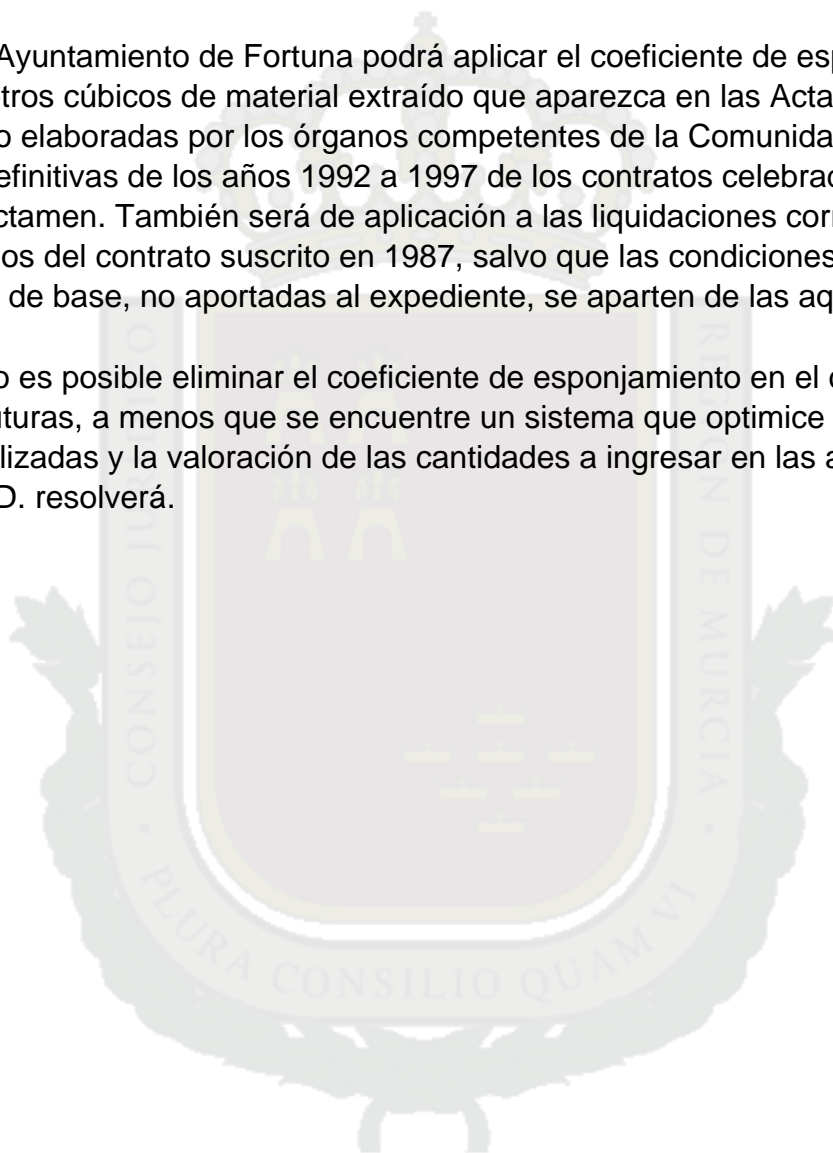 Ayuntamiento de Fortuna podrá aplicar el coeficiente de esp
tros cúbicos de material extraído que aparezca en las Acta
o elaboradas por los órganos competentes de la Comunida
efinitivas de los años 1992 a 1997 de los contratos celebrad
ctamen. También será de aplicación a las liquidaciones corr
os del contrato suscrito en 1987, salvo que las condiciones
de base, no aportadas al expediente, se aparten de las aq
o es posible eliminar el coeficiente de esponjamiento en el c
uturas, a menos que se encuentre un sistema que optimice
lizadas y la valoración de las cantidades a ingresar en las a
D. resolverá.
CONSEJO JURÍDICO
REGIÓN DE MURCIA
PLURA CONSILIO QUAM VI